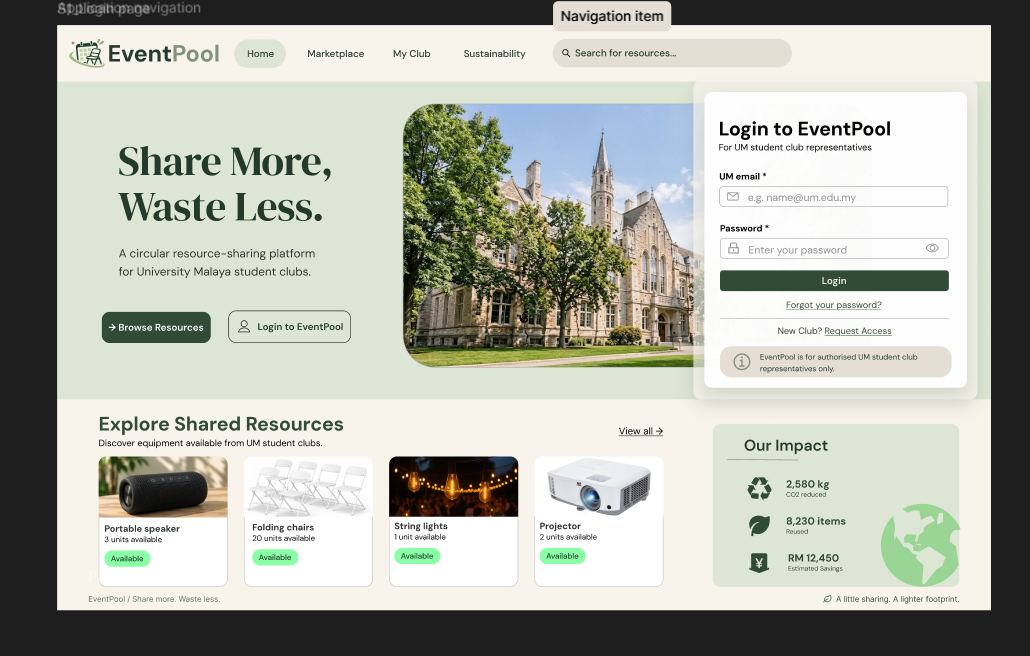 Navigation item
EventPool
Home
Marketplace
My Club
Sustainability
Search for resources...
Share More,
Waste Less.
A circular resource-sharing platform
for University Malaya student clubs.
→ Browse Resources
Login to EventPool
Login to EventPool
For UM student club representatives
UM email *
e.g. name@um.edu.my
Password *
Enter your password
Login
Forgot your password?
New Club? Request Access
EventPool is for authorised UM student club
representatives only.
Explore Shared Resources
Discover equipment available from UM student clubs.
View all →
Portable speaker
3 units available
Available
Folding chairs
20 units available
Available
String lights
1 unit available
Available
Projector
2 units available
Available
Our Impact
2,580 kg
CO2 reduced
8,230 items
Reused
RM 12,450
Estimated Savings
EventPool / Share more. Waste less.
A little sharing. A lighter footprint.